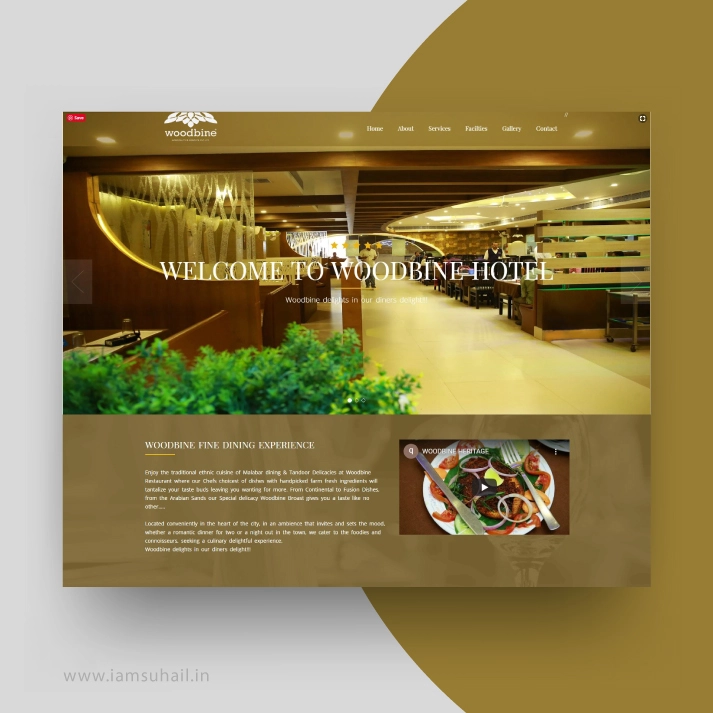 Save
woodbine
Home About Services Facilties Gallery Contact
WELCOME TO WOODBINE HOTEL
Woodbine delights in our diners delight!!
WOODBINE FINE DINING EXPERIENCE
q WOODBINE HERITAGE
Enjoy the traditional ethnic cuisine of Malabar dining & Tandoor Delicacies at Woodbine
Restaurant where our Chefs choicest of dishes with handpicked farm fresh ingredients will
tantalize your taste buds leaving you wanting for more. From Continental to Fusion Dishes,
from the Arabian Sands our Special delicacy Woodbine Broast gives you a taste like no
other....
Located conveniently in the heart of the city, in an ambience that invites and sets the mood,
whether a romantic dinner for two or a night out in the town, we cater to the foodies and
connoisseurs, seeking a culinary delightful experience.
Woodbine delights in our diners delight!!
www.iamsuhail.in